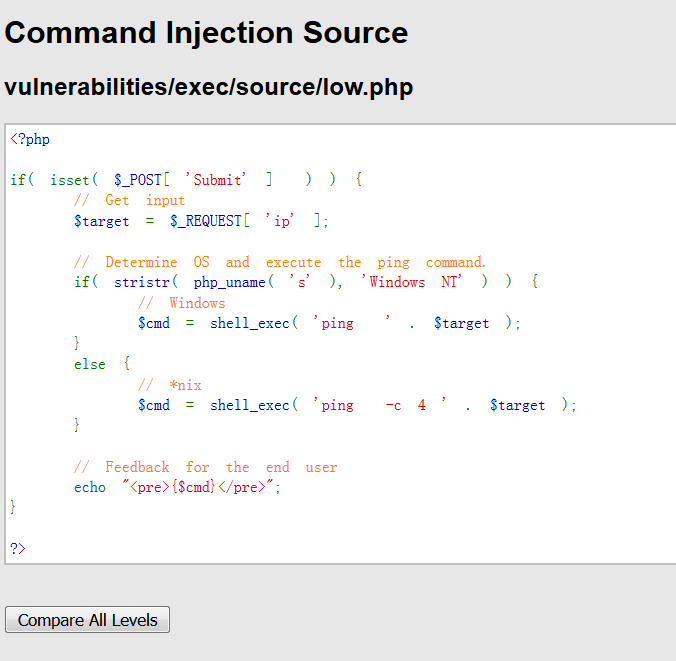 Command Injection Source
vulnerabilities/exec/source/low.php
<?php
if( isset( $_POST[ 'Submit' ] ) ) {
// Get input
$target = $_REQUEST[ 'ip' ];
// Determine OS and execute the ping command.
if( stristr( php_uname( 's' ), 'Windows NT' ) ) {
// Windows
$cmd = shell_exec( 'ping ' . $target );
}
else {
// *nix
$cmd = shell_exec( 'ping -c 4 ' . $target );
}
// Feedback for the end user
echo "<pre>{$cmd}</pre>";
}
?>
Compare All Levels